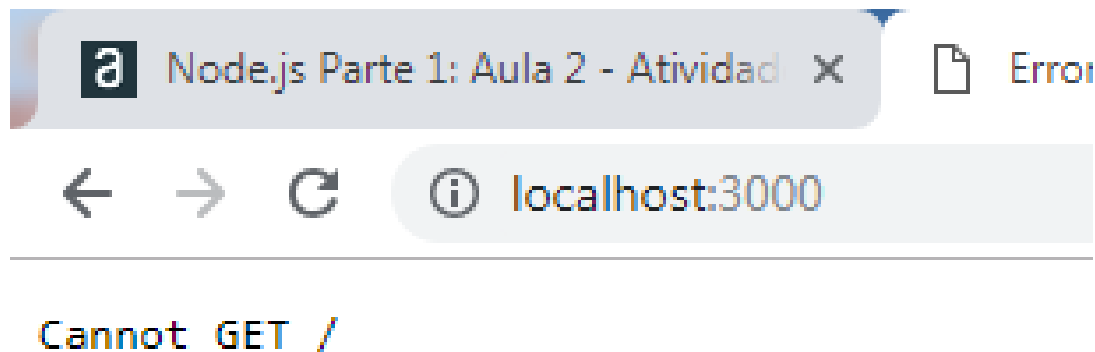 a Node.js Parte 1: Aula 2 - Atividad Error
localhost:3000
Cannot GET /